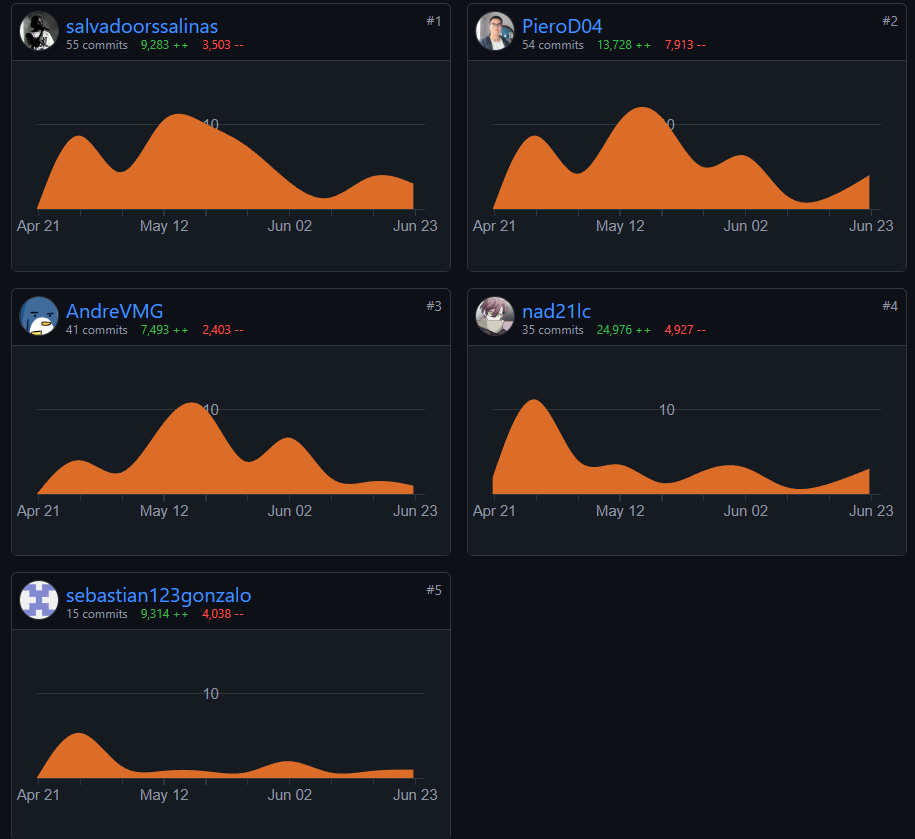 salvadoorssalinas #1
55 commits 9,283 ++ 3,503 --
10
Apr 21 May 12 Jun 02 Jun 23
PieroD04 #2
54 commits 13,728 ++ 7,913 --
10
Apr 21 May 12 Jun 02 Jun 23
AndreVMG #3
41 commits 7,493 ++ 2,403 --
10
Apr 21 May 12 Jun 02 Jun 23
nad21lc #4
35 commits 24,976 ++ 4,927 --
10
Apr 21 May 12 Jun 02 Jun 23
sebastian123gonzalo #5
15 commits 9,314 ++ 4,038 --
10
Apr 21 May 12 Jun 02 Jun 23